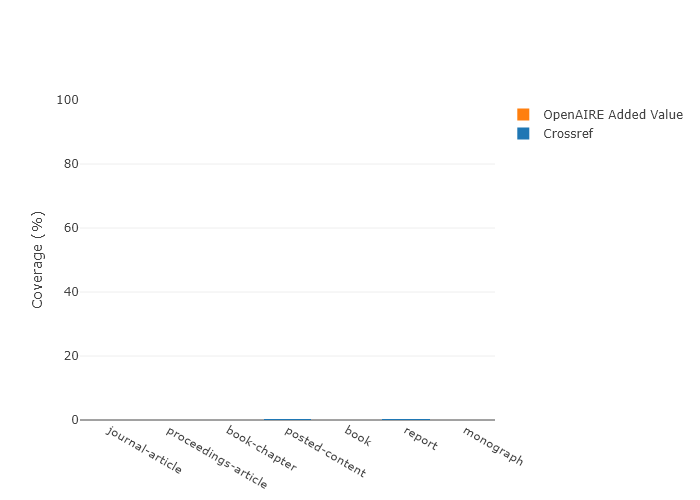 100
80
60
40
20
0
Coverage (%)
journal-article
proceedings-article
book-chapter
posted-content
book
report
monograph
OpenAIRE Added Value
Crossref